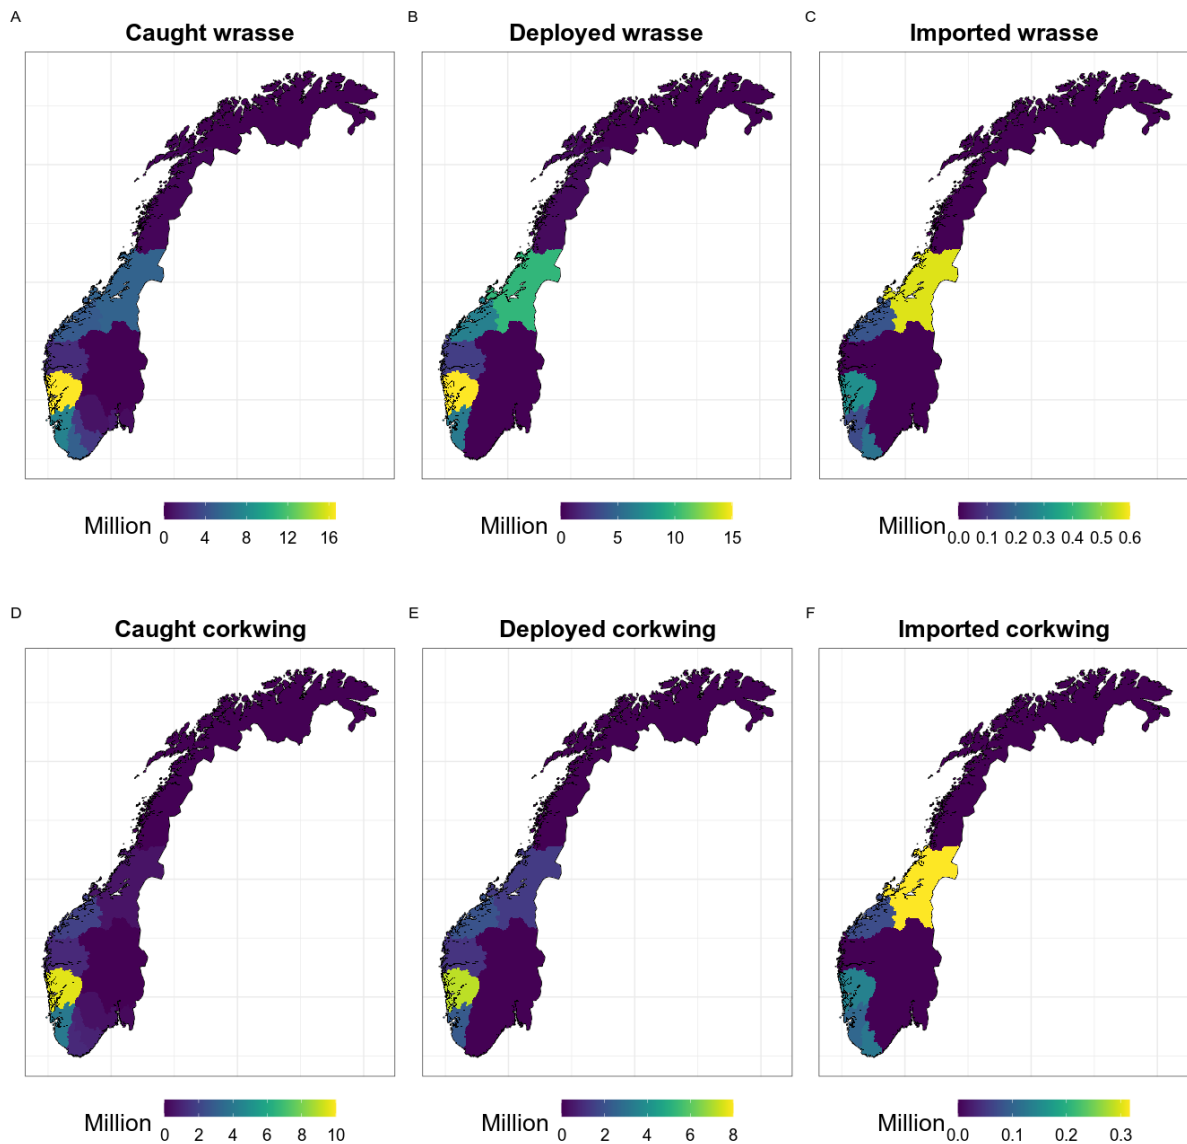 A B C
Caught wrasse Deployed wrasse Imported wrasse
Million 0 4 8 12 16 Million 0 5 10 15 Million 0.0 0.1 0.2 0.3 0.4 0.5 0.6
D E F
Caught corkwing Deployed corkwing Imported corkwing
Million 0 2 4 6 8 10 Million 0 2 4 6 8 Million 0.0 0.1 0.2 0.3